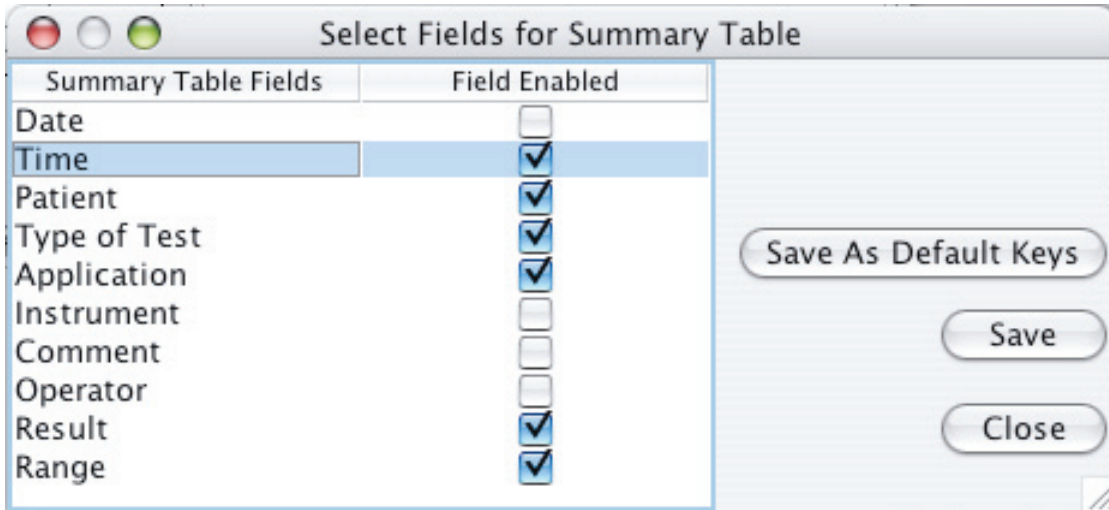 Select Fields for Summary Table
Summary Table Fields Field Enabled
Date
Time
Patient
Type of Test
Application
Instrument
Comment
Operator
Result
Range
Save As Default Keys
Save
Close